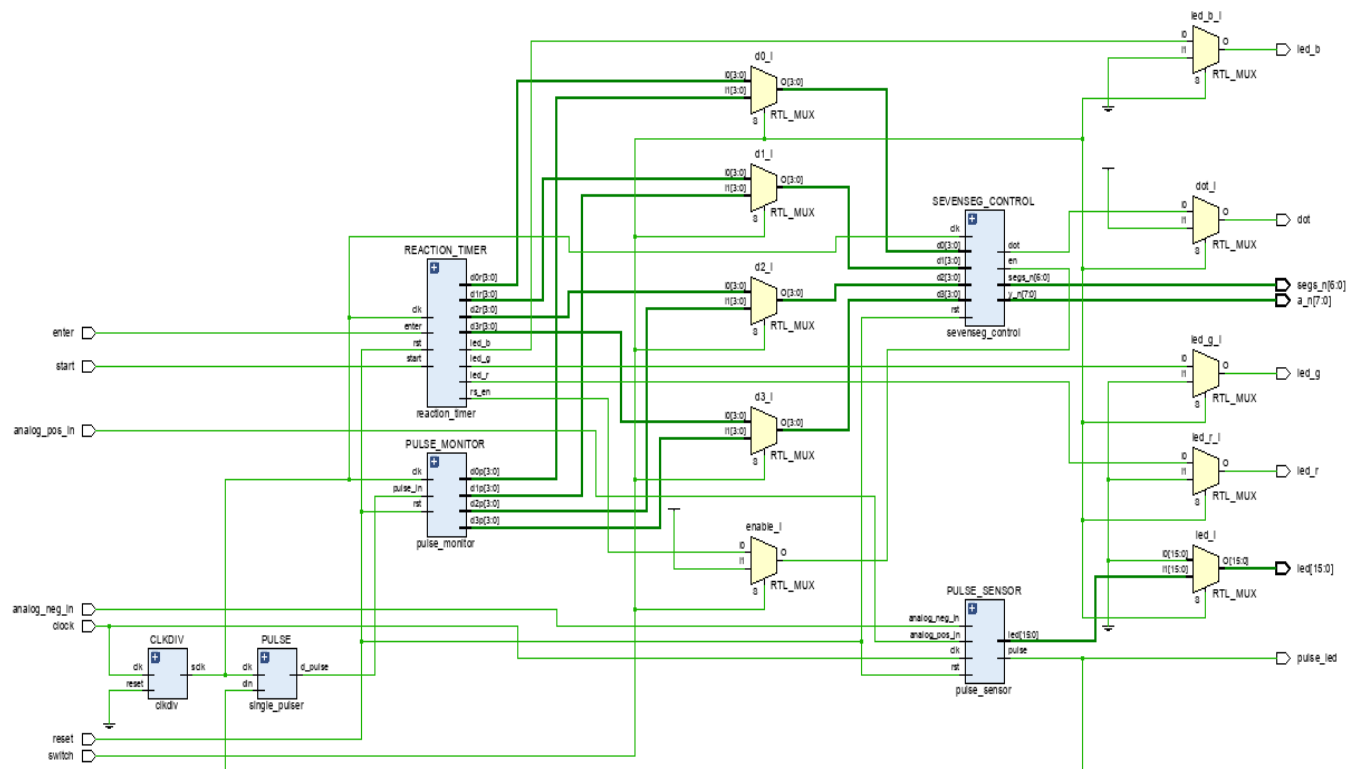 led_b_i
I0
I1
O
S
RTL_MUX
led_b
d0_i
I0[3:0]
I1[3:0]
O[3:0]
S
RTL_MUX
d1_i
I0[3:0]
I1[3:0]
O[3:0]
S
RTL_MUX
dot_i
I0
I1
O
S
RTL_MUX
dot
SEVENSEG_CONTROL
clk
d0[3:0]
d1[3:0]
d2[3:0]
d3[3:0]
rst
dot
en
segs_n[6:0]
y_n[7:0]
sevenseg_control
segs_n[6:0]
a_n[7:0]
REACTION_TIMER
clk
enter
rst
start
d0r[3:0]
d1r[3:0]
d2r[3:0]
d3r[3:0]
led_b
led_g
led_r
rs_en
reaction_timer
enter
start
analog_pos_in
d2_i
I0[3:0]
I1[3:0]
O[3:0]
S
RTL_MUX
led_g_i
I0
I1
O
S
RTL_MUX
led_g
d3_i
I0[3:0]
I1[3:0]
O[3:0]
S
RTL_MUX
led_r_i
I0
I1
O
S
RTL_MUX
led_r
PULSE_MONITOR
clk
pulse_in
rst
d0p[3:0]
d1p[3:0]
d2p[3:0]
d3p[3:0]
pulse_monitor
enable_i
I0
I1
O
S
RTL_MUX
led_i
I0[15:0]
I1[15:0]
O[15:0]
S
RTL_MUX
led[15:0]
PULSE_SENSOR
analog_neg_in
analog_pos_in
clk
rst
led[15:0]
pulse
pulse_sensor
pulse_led
analog_neg_in
clock
CLKDIV
clk
reset
sclk
clkdiv
PULSE
clk
din
d_pulse
single_pulser
reset
switch